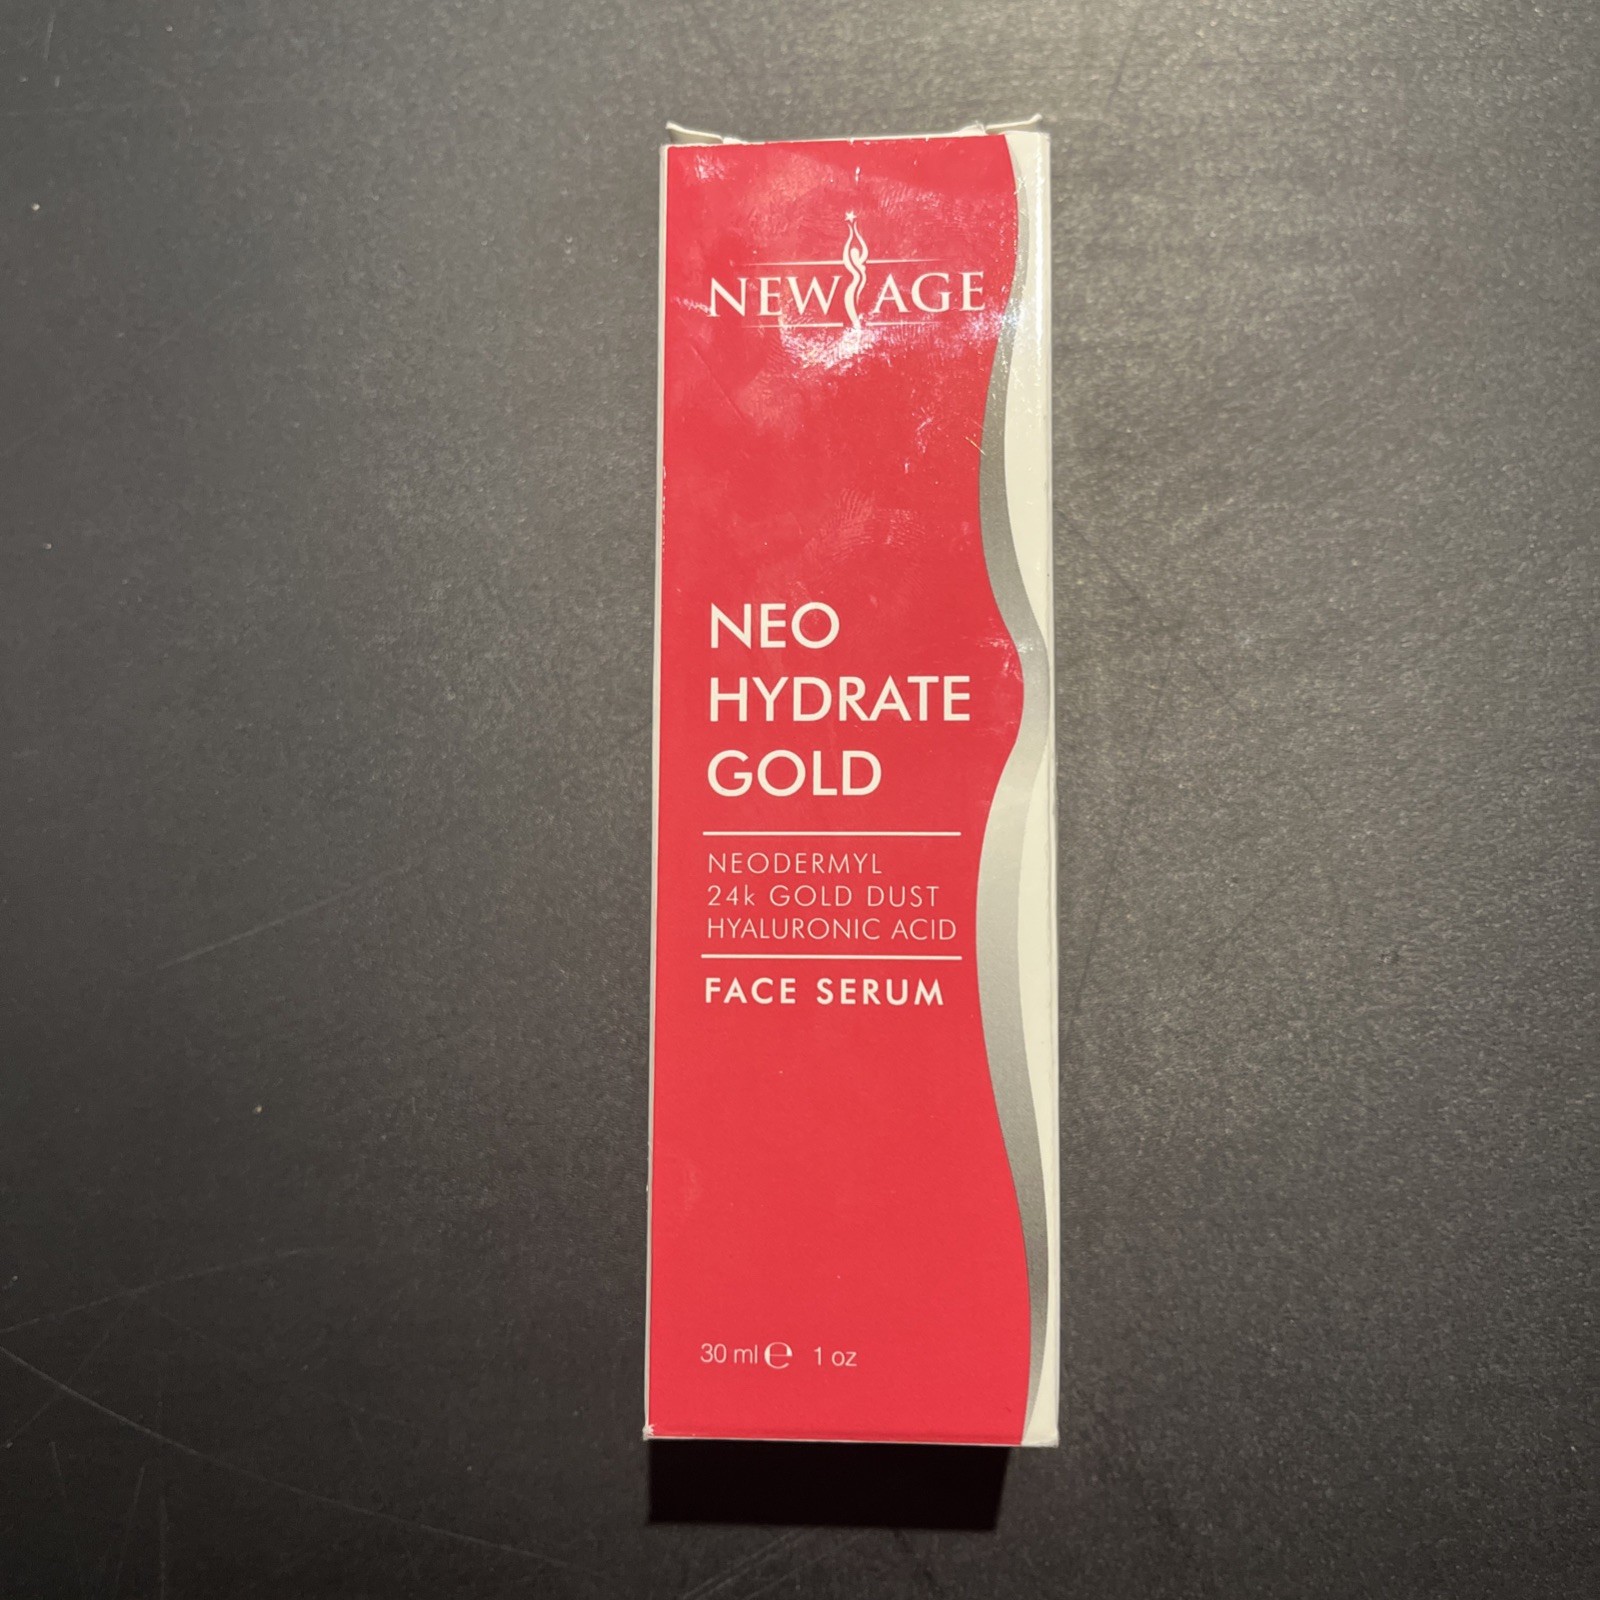 NEW AGE
NEO
HYDRATE
GOLD
NEODERMYL
24k GOLD DUST
HYALURONIC ACID
FACE SERUM
30 ml ℮ 1 oz